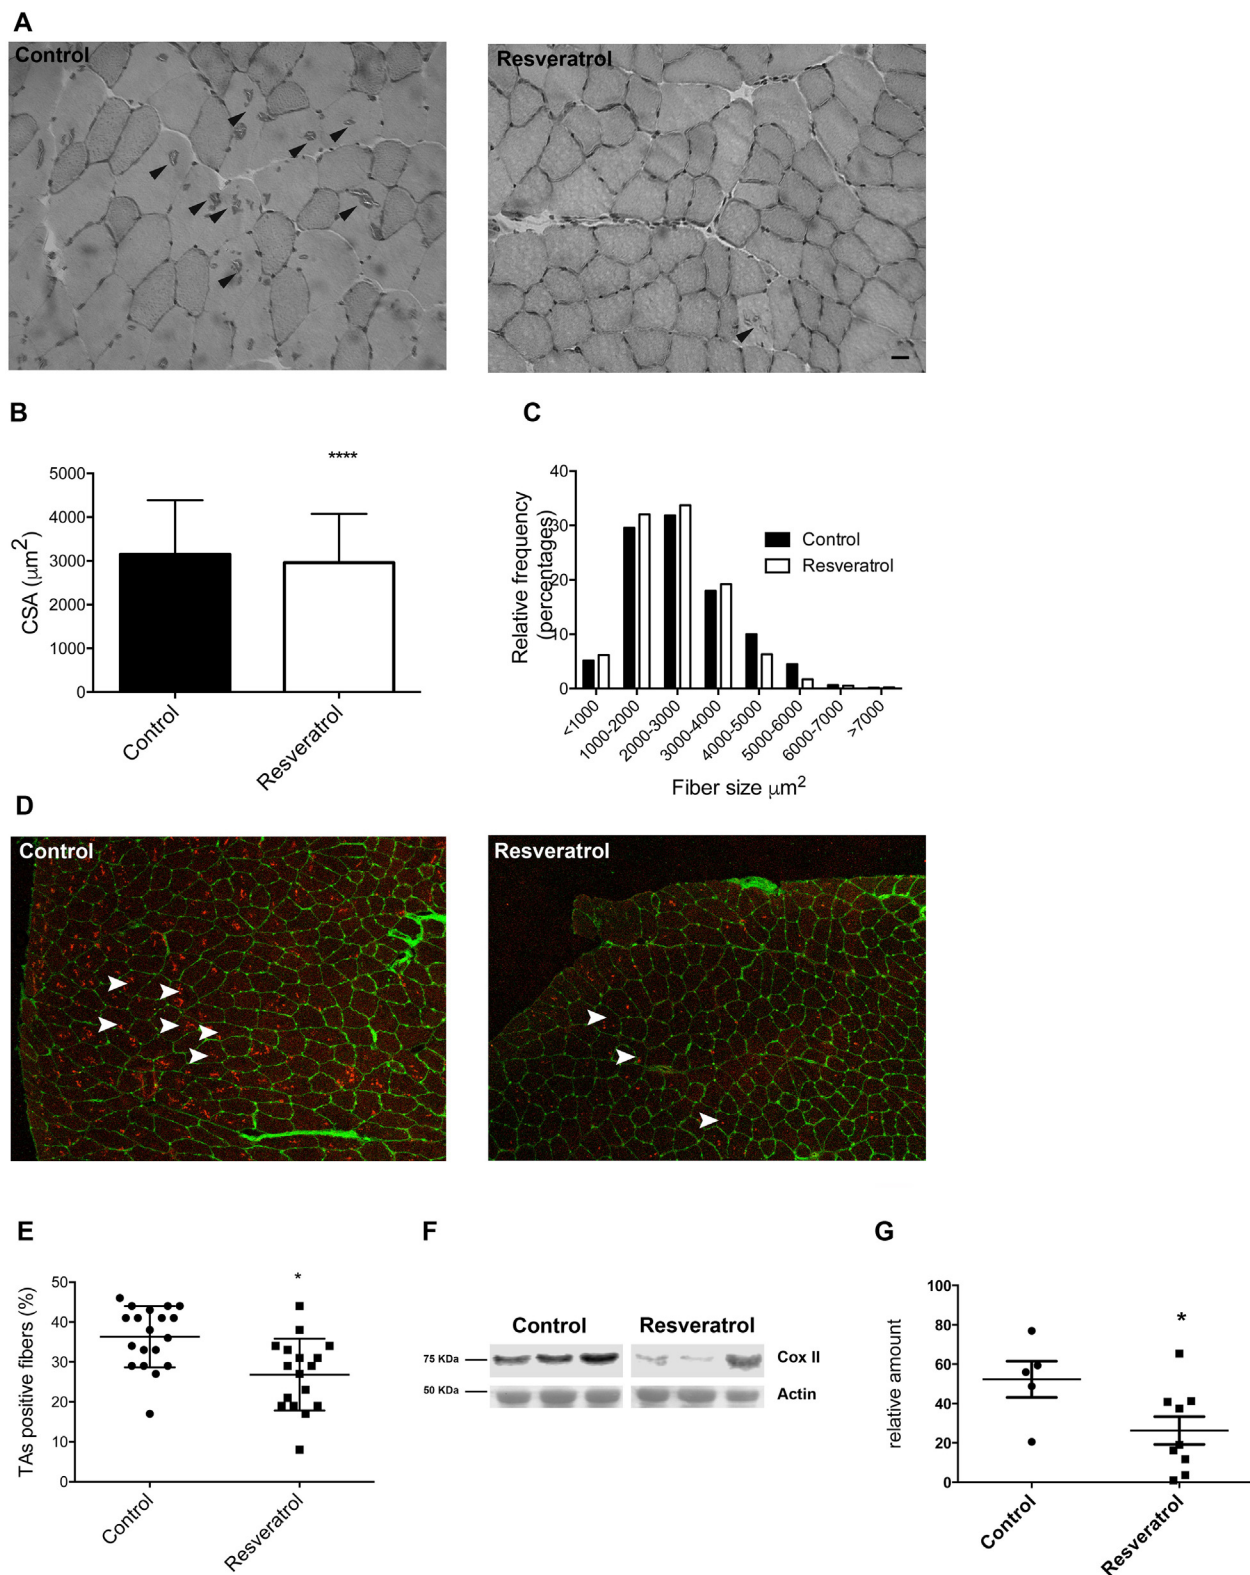 A
Control
Resveratrol
B
****
5000
4000
3000
2000
1000
0
CSA (μm2)
Control
Resveratrol
C
40
30
20
10
0
Relative frequency
(percentages)
Control
Resveratrol
<1000
1000-2000
2000-3000
3000-4000
4000-5000
5000-6000
6000-7000
>7000
Fiber size μm2
D
Control
Resveratrol
E
*
50
40
30
20
10
0
TAs positive fibers (%)
Control
Resveratrol
F
Control Resveratrol
75 KDa
Cox II
50 KDa
Actin
G
100
80
60
40
20
0
*
relative amount
Control
Resveratrol